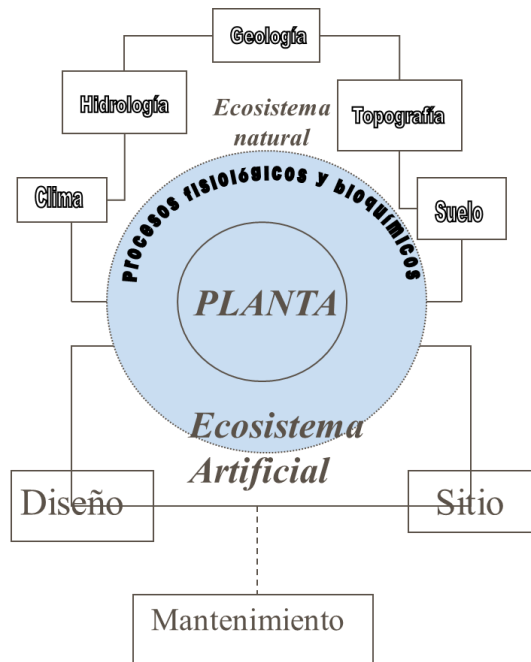 Geología
Hidrología
Ecosistema
natural
Topografía
Clima
Procesos fisiológicos y bioquímicos
Suelo
PLANTA
Ecosistema
Artificial
Diseño
Sitio
Mantenimiento